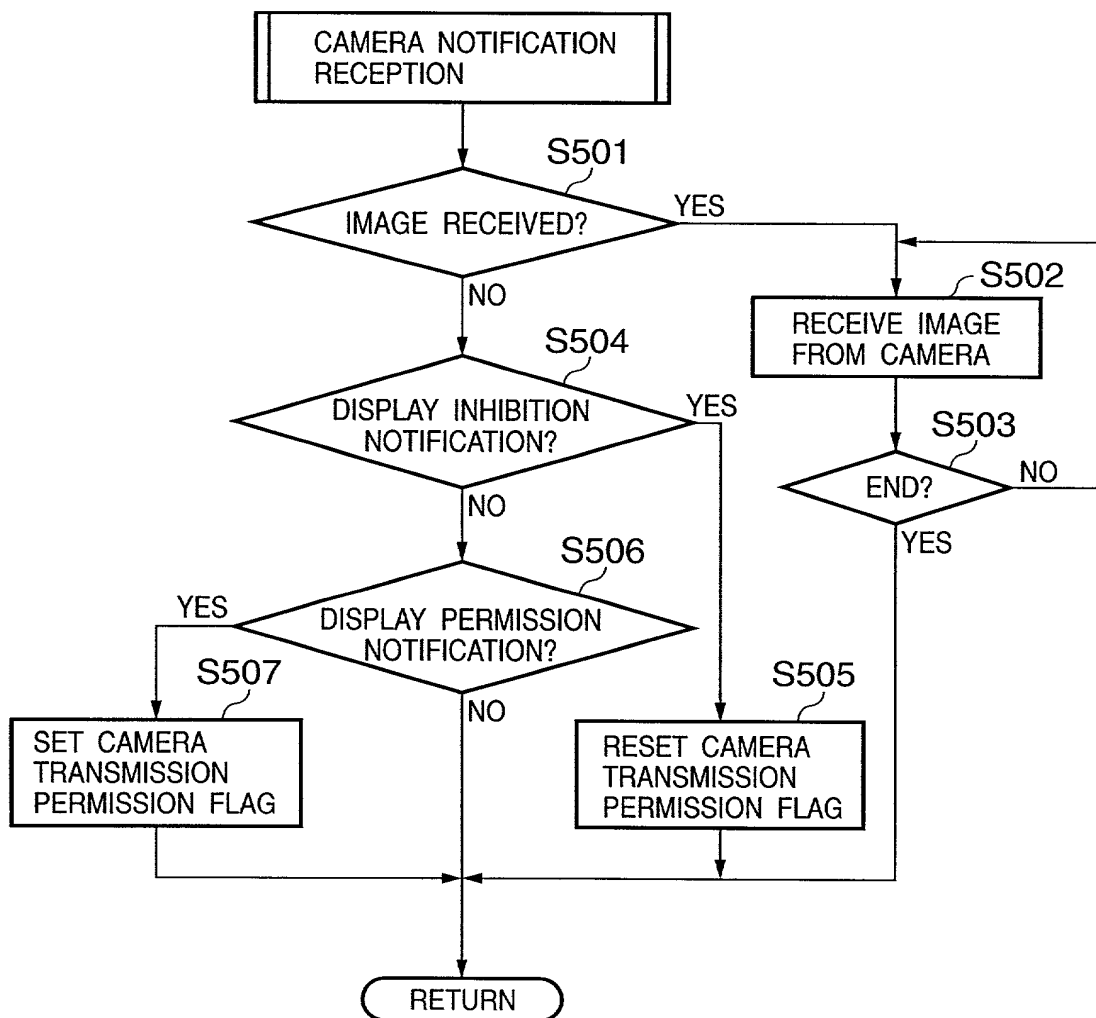 CAMERA NOTIFICATION
RECEPTION
S501
IMAGE RECEIVED?
YES
NO
S502
RECEIVE IMAGE
FROM CAMERA
S503
END?
NO
YES
S504
DISPLAY INHIBITION
NOTIFICATION?
YES
NO
S506
DISPLAY PERMISSION
NOTIFICATION?
YES
NO
S507
SET CAMERA
TRANSMISSION
PERMISSION FLAG
S505
RESET CAMERA
TRANSMISSION
PERMISSION FLAG
RETURN